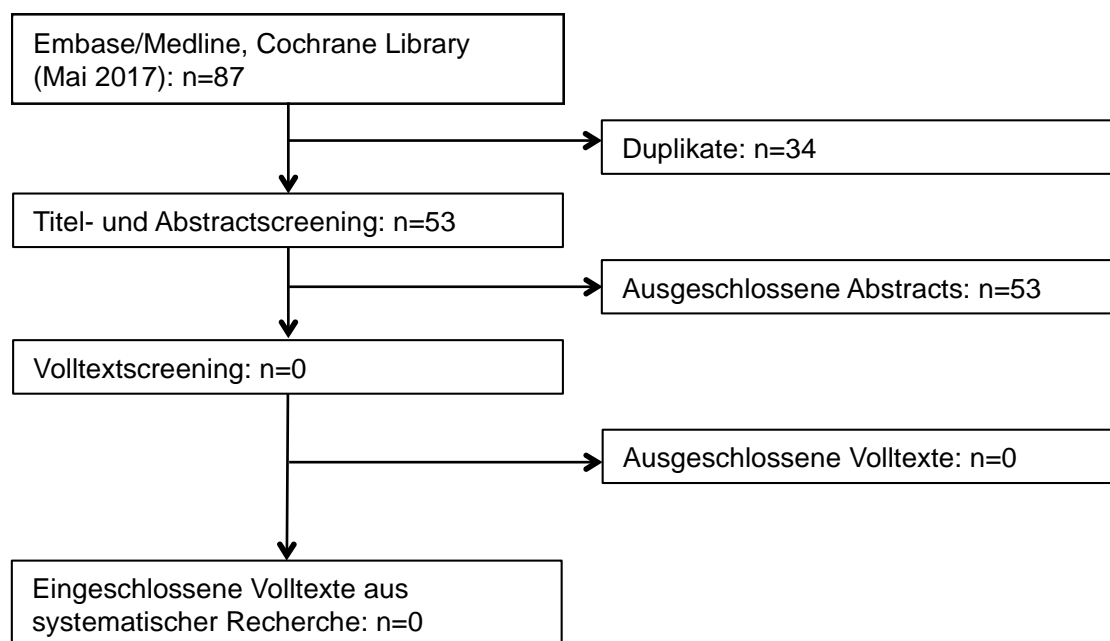 Embase/Medline, Cochrane Library
(Mai 2017): n=87
Duplikate: n=34
Titel- und Abstractscreening: n=53
Ausgeschlossene Abstracts: n=53
Volltextscreening: n=0
Ausgeschlossene Volltexte: n=0
Eingeschlossene Volltexte aus
systematischer Recherche: n=0